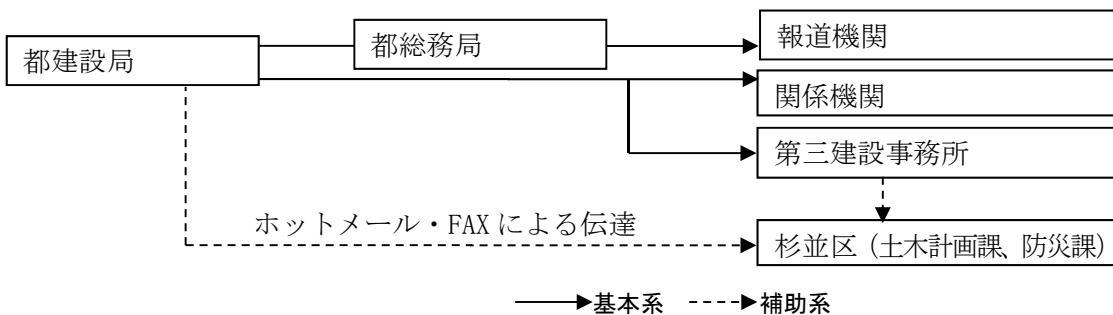 都建設局
都総務局
報道機関
関係機関
第三建設事務所
ホットメール・FAXによる伝達
杉並区（土木計画課、防災課）
基本系
補助系